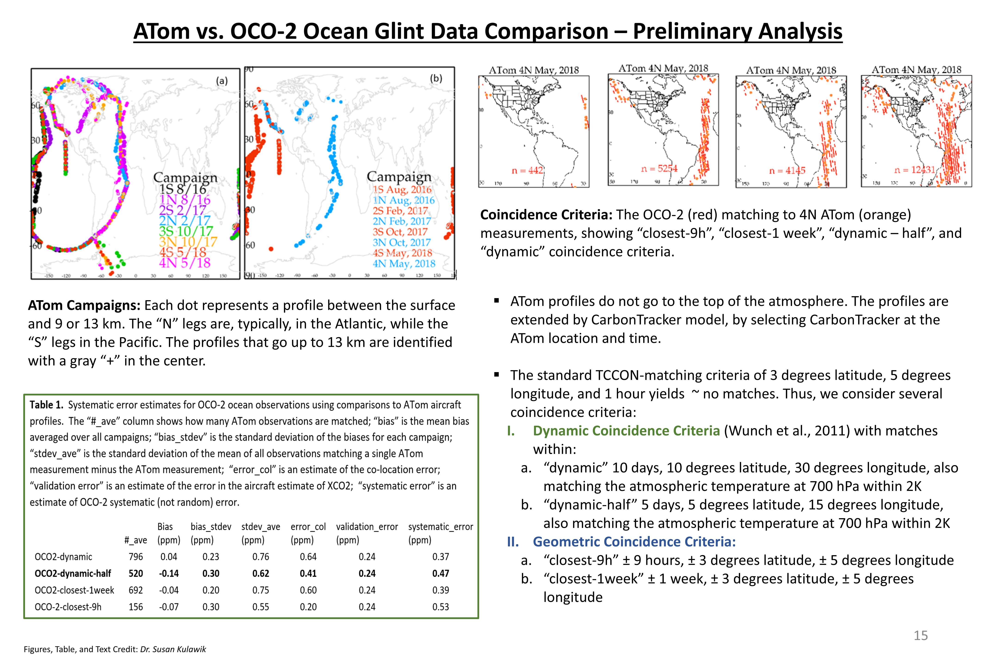 ATom vs. OCO-2 Ocean Glint Data Comparison – Preliminary Analysis
(a)
60
30
-30
-60
Campaign
1S 8/16
1N 8/16
2S 2/17
2N 2/17
3S 10/17
3N 10/17
4S 5/18
4N 5/18
-150 -120 -90 -60 -30 0 30 60 90 120 150
(b)
90
60
30
0
-60
Campaign
1S Aug, 2016
1N Aug, 2016
2S Feb, 2017
2N Feb, 2017
3S Oct, 2017
3N Oct, 2017
4S May, 2018
4N May, 2018
-150 -120 -90 -60 -30 0 30 60 90 120 150
ATom 4N May, 2018
n = 442
120 90 60 30
ATom 4N May, 2018
n = 5254
ATom 4N May, 2018
n = 4145
ATom 4N May, 2018
n = 12431
ATom Campaigns: Each dot represents a profile between the surface
and 9 or 13 km. The “N” legs are, typically, in the Atlantic, while the
“S” legs in the Pacific. The profiles that go up to 13 km are identified
with a gray “+” in the center.
Table 1. Systematic error estimates for OCO-2 ocean observations using comparisons to ATom aircraft
profiles. The “#_ave” column shows how many ATom observations are matched; “bias” is the mean bias
averaged over all campaigns; “bias_stdev” is the standard deviation of the biases for each campaign;
“stdev_ave” is the standard deviation of the mean of all observations matching a single ATom
measurement minus the ATom measurement; “error_col” is an estimate of the co-location error;
“validation error” is an estimate of the error in the aircraft estimate of XCO2; “systematic error” is an
estimate of OCO-2 systematic (not random) error.
Bias bias_stdev stdev_ave error_col validation_error systematic_error
#_ave (ppm) (ppm) (ppm) (ppm) (ppm) (ppm)
OCO2-dynamic 796 0.04 0.23 0.76 0.64 0.24 0.37
OCO2-dynamic-half 520 -0.14 0.30 0.62 0.41 0.24 0.47
OCO2-closest-1week 692 -0.04 0.20 0.75 0.60 0.24 0.39
OCO-2-closest-9h 156 -0.07 0.30 0.55 0.20 0.24 0.53
Figures, Table, and Text Credit: Dr. Susan Kulawik
Coincidence Criteria: The OCO-2 (red) matching to 4N ATom (orange)
measurements, showing “closest-9h”, “closest-1 week”, “dynamic – half”, and
“dynamic” coincidence criteria.
▪ ATom profiles do not go to the top of the atmosphere. The profiles are
extended by CarbonTracker model, by selecting CarbonTracker at the
ATom location and time.
▪ The standard TCCON-matching criteria of 3 degrees latitude, 5 degrees
longitude, and 1 hour yields ~ no matches. Thus, we consider several
coincidence criteria:
I. Dynamic Coincidence Criteria (Wunch et al., 2011) with matches
within:
a. “dynamic” 10 days, 10 degrees latitude, 30 degrees longitude, also
matching the atmospheric temperature at 700 hPa within 2K
b. “dynamic-half” 5 days, 5 degrees latitude, 15 degrees longitude,
also matching the atmospheric temperature at 700 hPa within 2K
II. Geometric Coincidence Criteria:
a. “closest-9h” ± 9 hours, ± 3 degrees latitude, ± 5 degrees longitude
b. “closest-1week” ± 1 week, ± 3 degrees latitude, ± 5 degrees
longitude
15